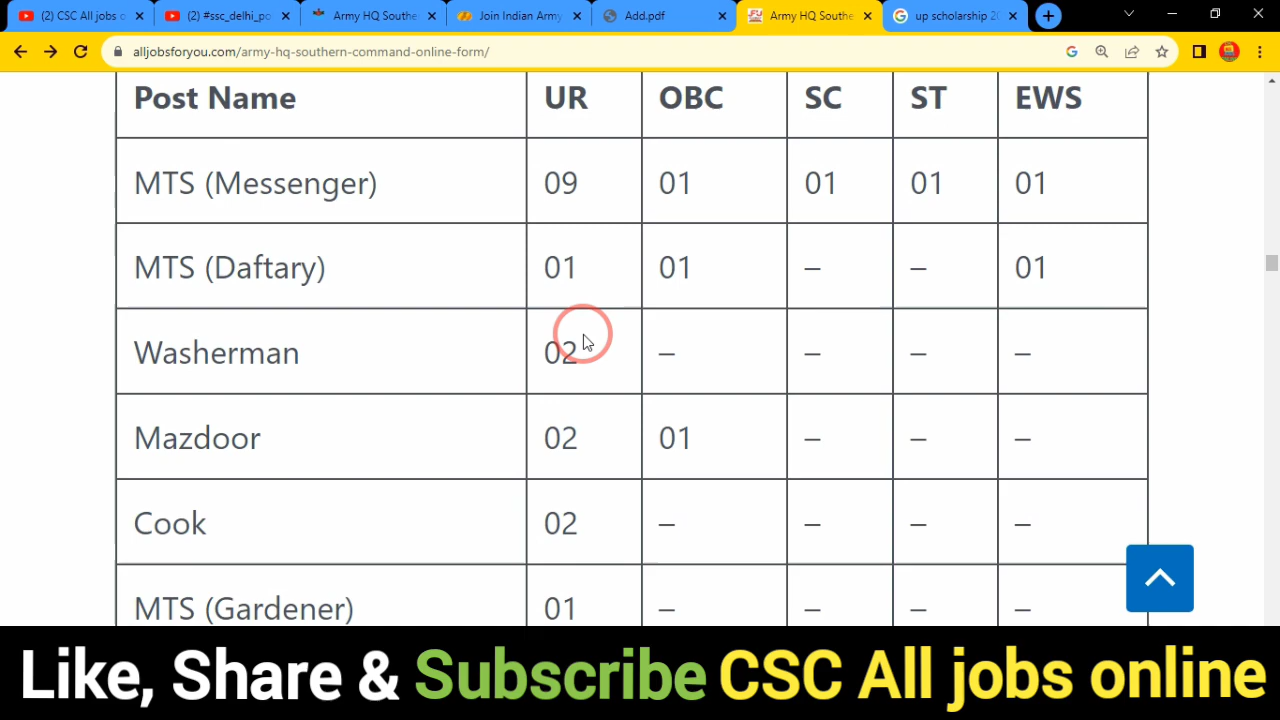 (2) CSC All jobs o
(2) #ssc_delhi_po
Army HQ Southe
Join Indian Army
Add.pdf
Army HQ Southe
up scholarship 20
alljobsforyou.com/army-hq-southern-command-online-form/
Post Name UR OBC SC ST EWS
MTS (Messenger) 09 01 01 01 01
MTS (Daftary) 01 01 – – 01
Washerman 02 – – – –
Mazdoor 02 01 – – –
Cook 02 – – – –
MTS (Gardener) 01 – – – –
Like, Share & Subscribe CSC All jobs online